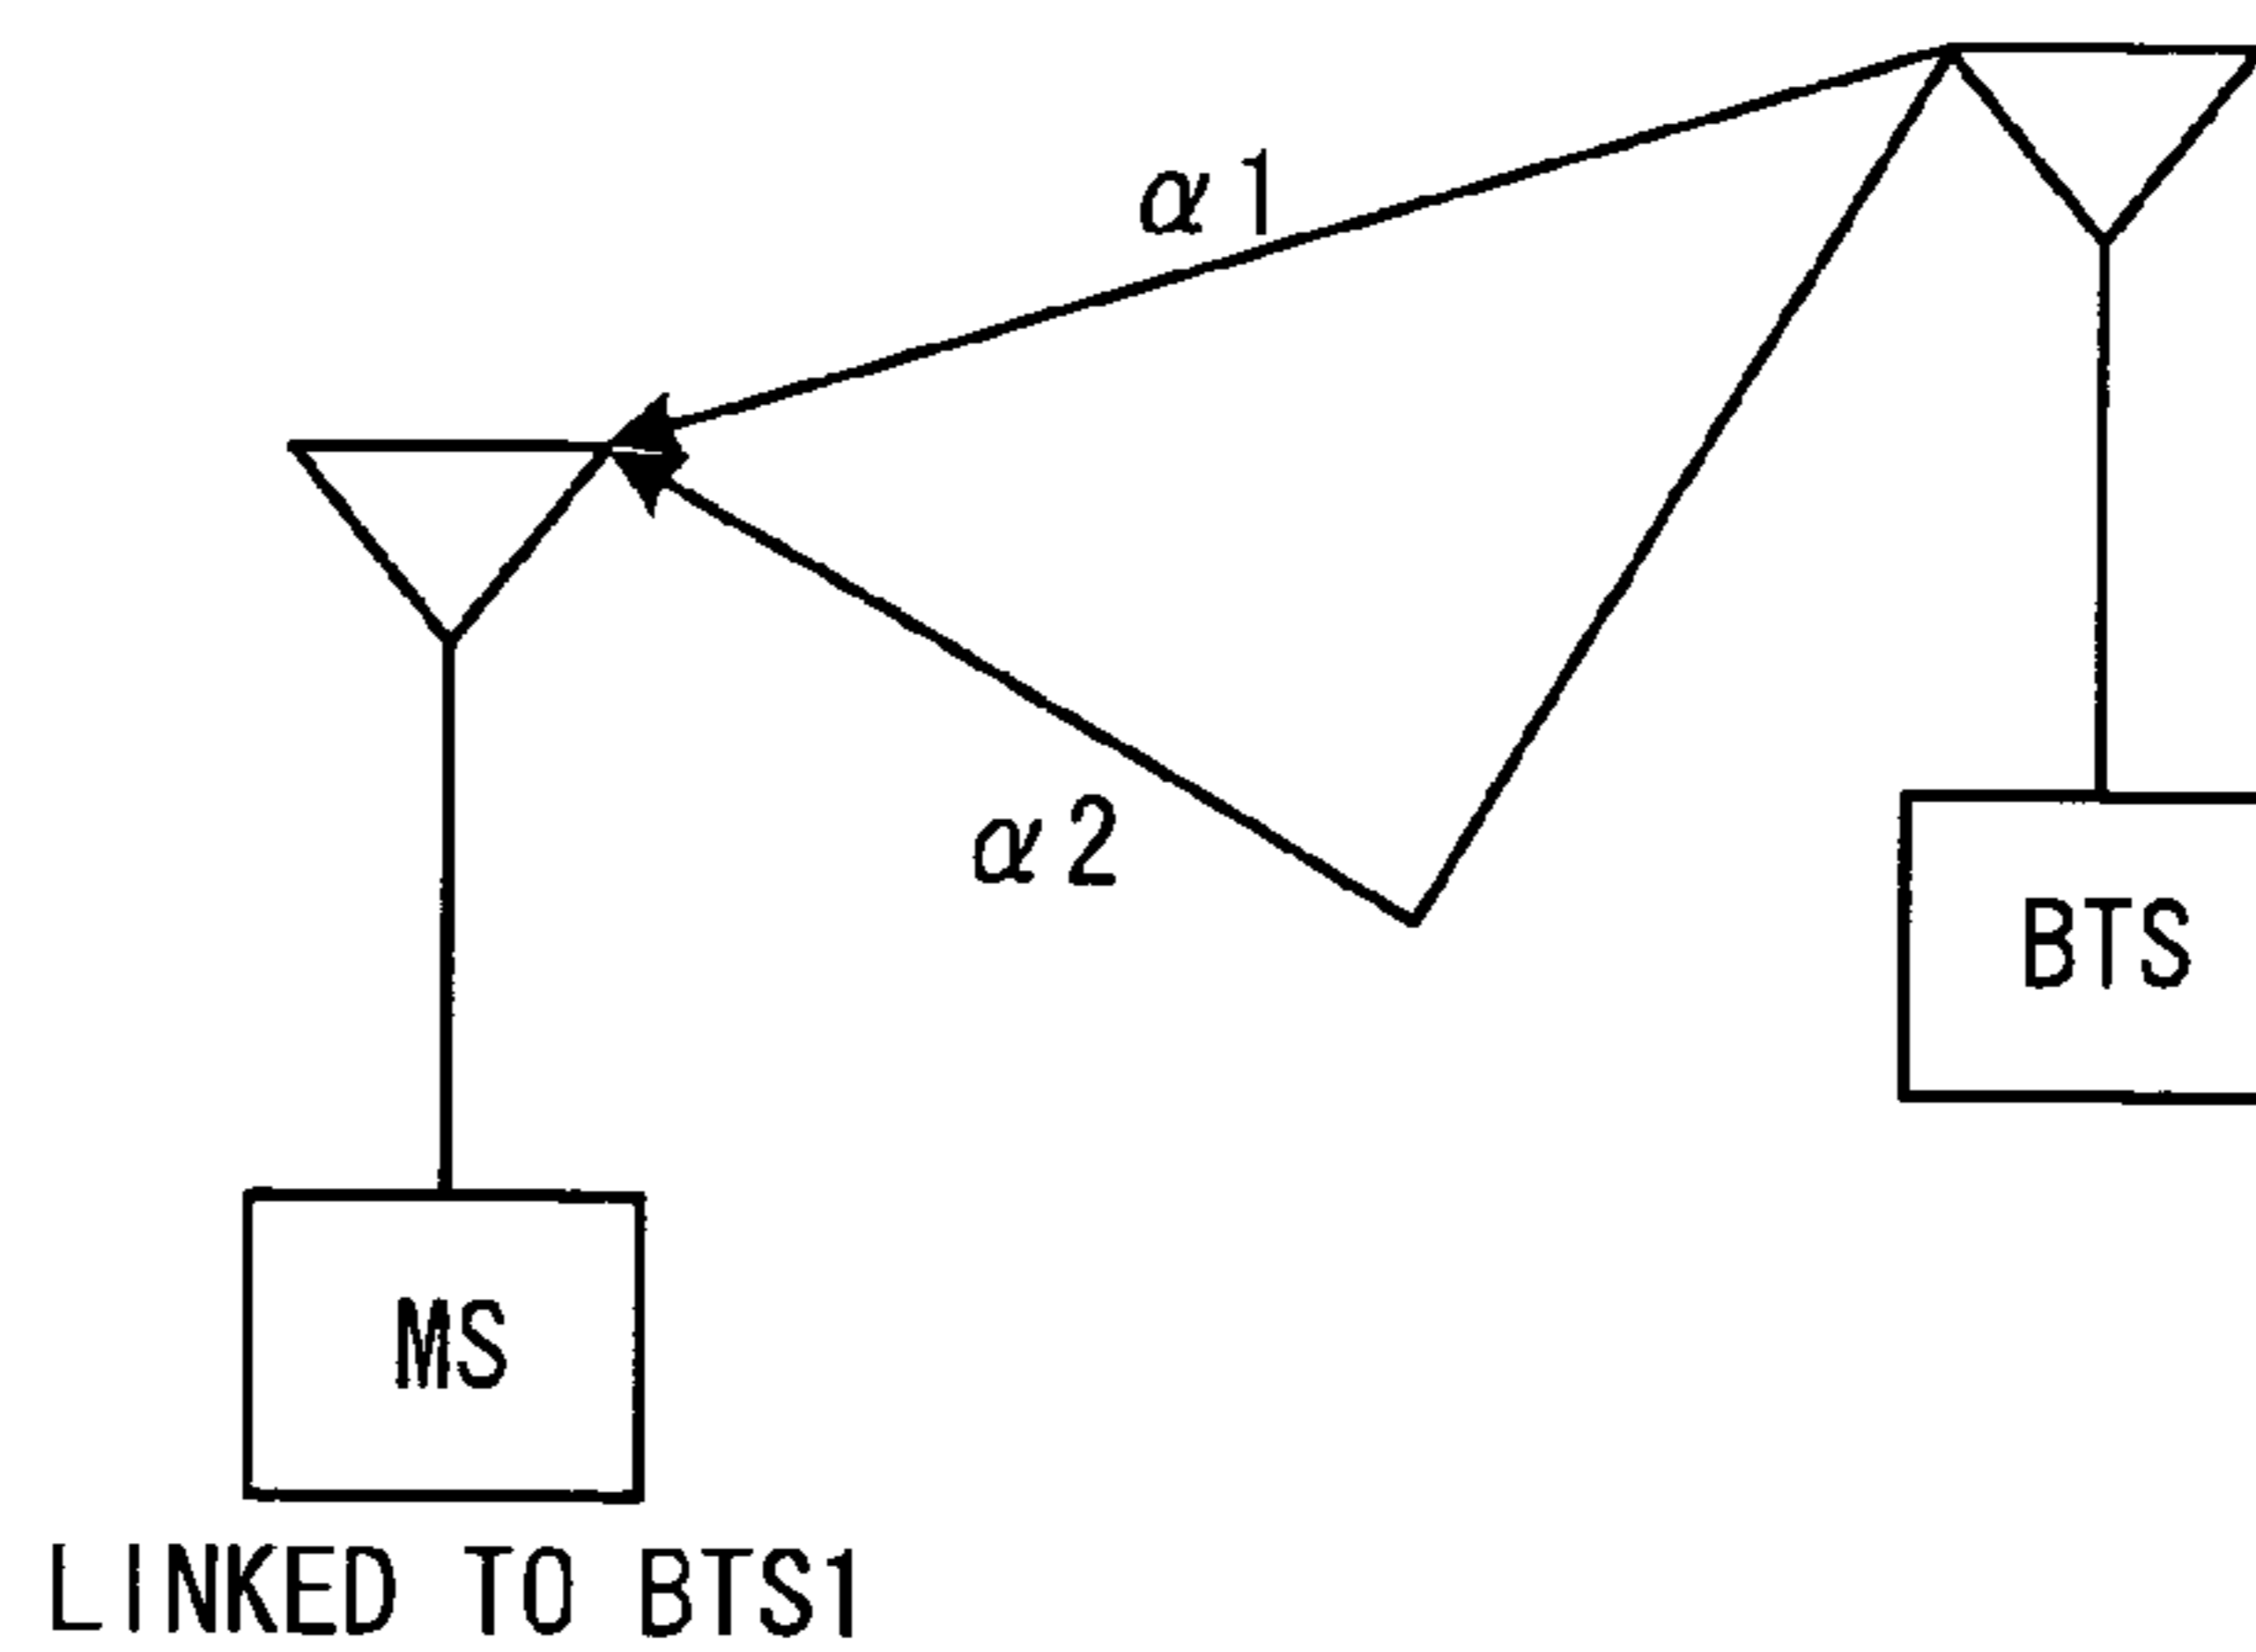 α1
α2
BTS
MS
LINKED TO BTS1